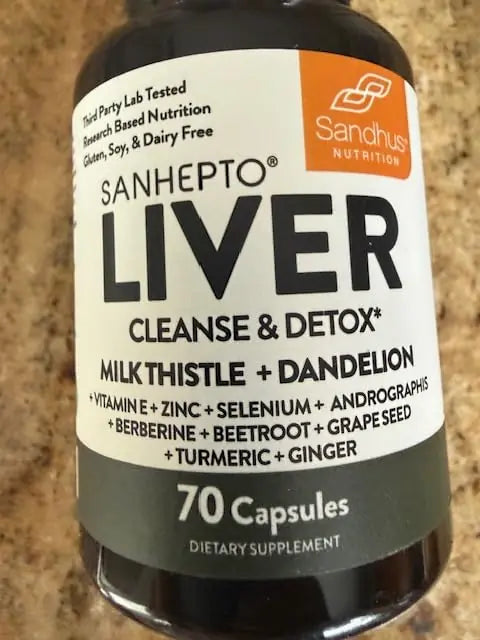 Third Party Lab Tested
Research Based Nutrition
Gluten, Soy, & Dairy Free
Sandhus®
NUTRITION
SANHEPTO®
LIVER
CLEANSE & DETOX*
MILK THISTLE + DANDELION
+ VITAMIN E + ZINC + SELENIUM + ANDROGRAPHIS
+ BERBERINE + BEETROOT + GRAPE SEED
+ TURMERIC + GINGER
70 Capsules
DIETARY SUPPLEMENT